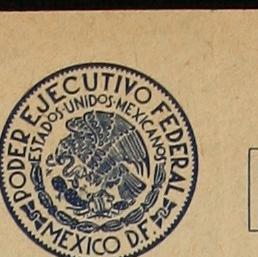 PODER EJECUTIVO FEDERAL
ESTADOS·UNIDOS·MEXICANOS
MEXICO D.F.